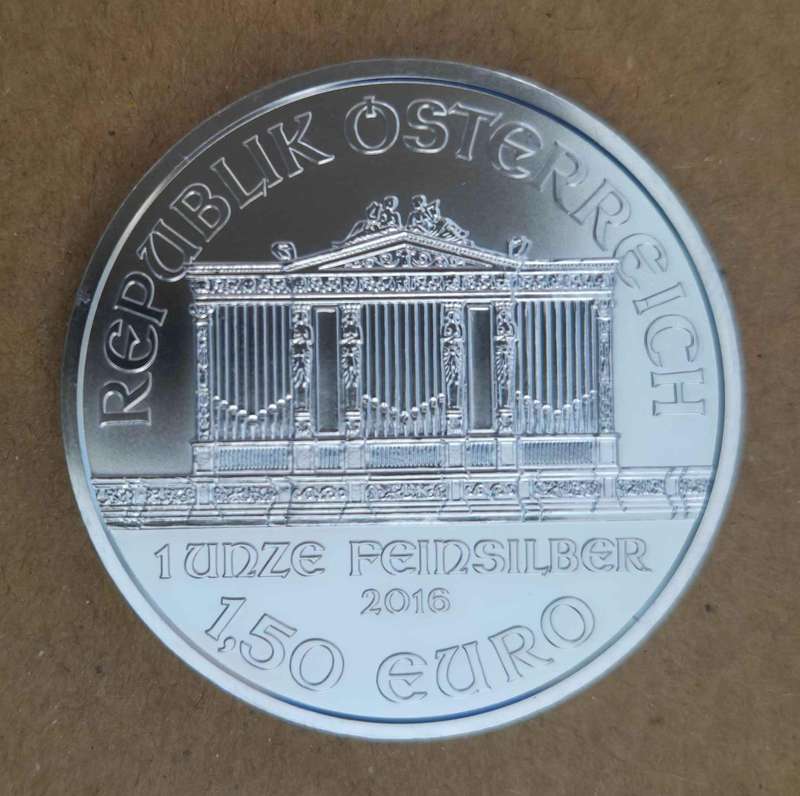 REPUBLIK ÖSTERREICH
1 UNZE FEINSILBER
2016
1,50 EURO